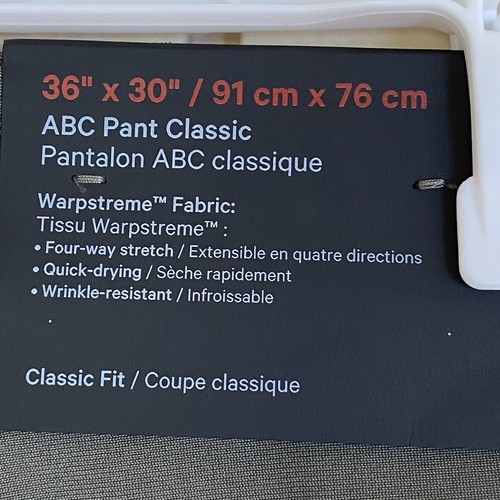 36" x 30" / 91 cm x 76 cm
ABC Pant Classic
Pantalon ABC classique
Warpstreme™ Fabric:
Tissu Warpstreme™ :
• Four-way stretch / Extensible en quatre directions
• Quick-drying / Sèche rapidement
• Wrinkle-resistant / Infroissable
Classic Fit / Coupe classique